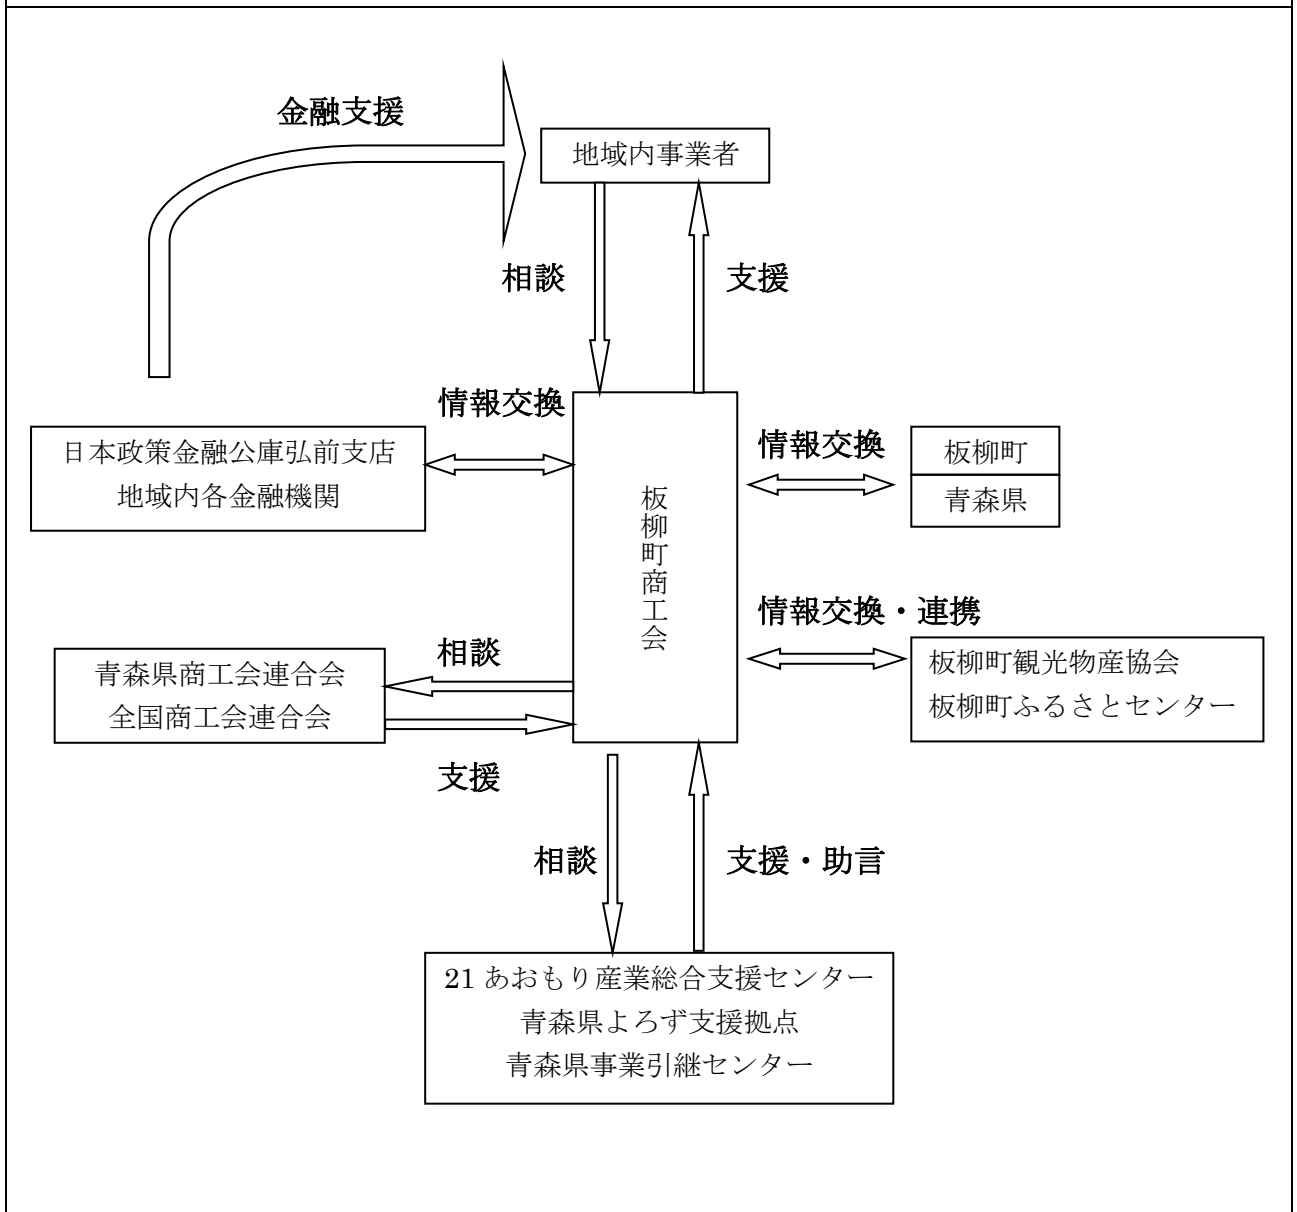 金融支援
地域内事業者
相談
支援
情報交換
日本政策金融公庫弘前支店
地域内各金融機関
情報交換
板柳町
青森県
板柳町商工会
情報交換・連携
板柳町観光物産協会
板柳町ふるさとセンター
相談
青森県商工会連合会
全国商工会連合会
支援
相談
支援・助言
21あおもり産業総合支援センター
青森県よろず支援拠点
青森県事業引継センター